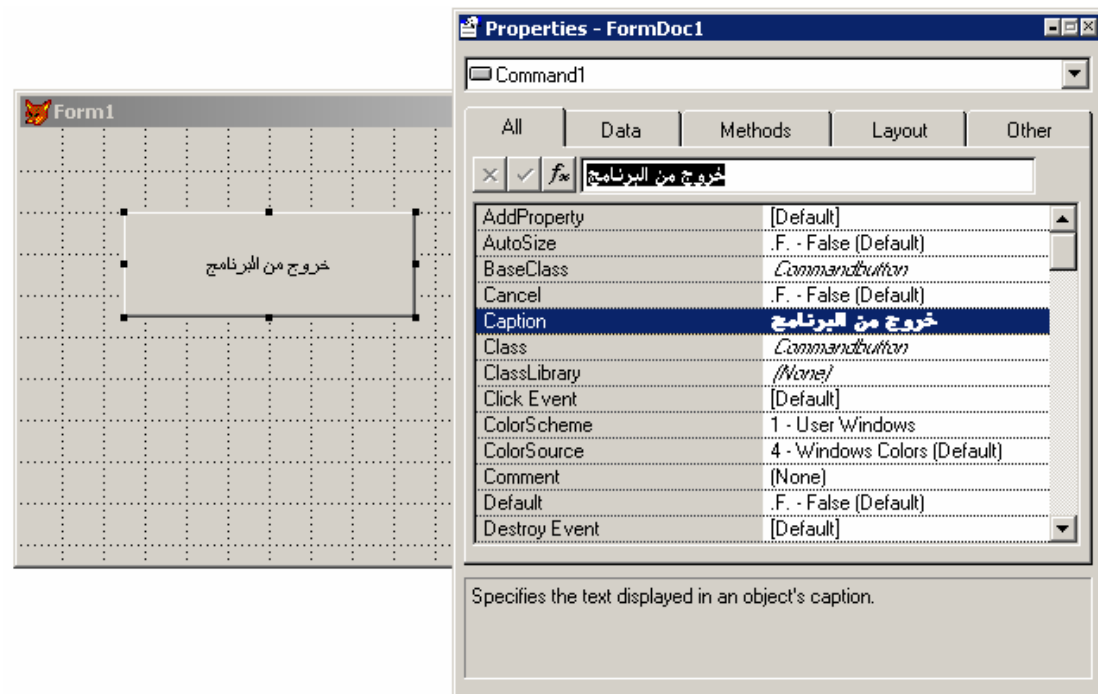 Form1
خروج من البرنامج
Properties - FormDoc1
Command1
All Data Methods Layout Other
fx خروج من البرنامج
AddProperty [Default]
AutoSize .F. - False (Default)
BaseClass Commandbutton
Cancel .F. - False (Default)
Caption خروج من البرنامج
Class Commandbutton
ClassLibrary (None)
Click Event [Default]
ColorScheme 1 - User Windows
ColorSource 4 - Windows Colors (Default)
Comment (None)
Default .F. - False (Default)
Destroy Event [Default]
Specifies the text displayed in an object's caption.